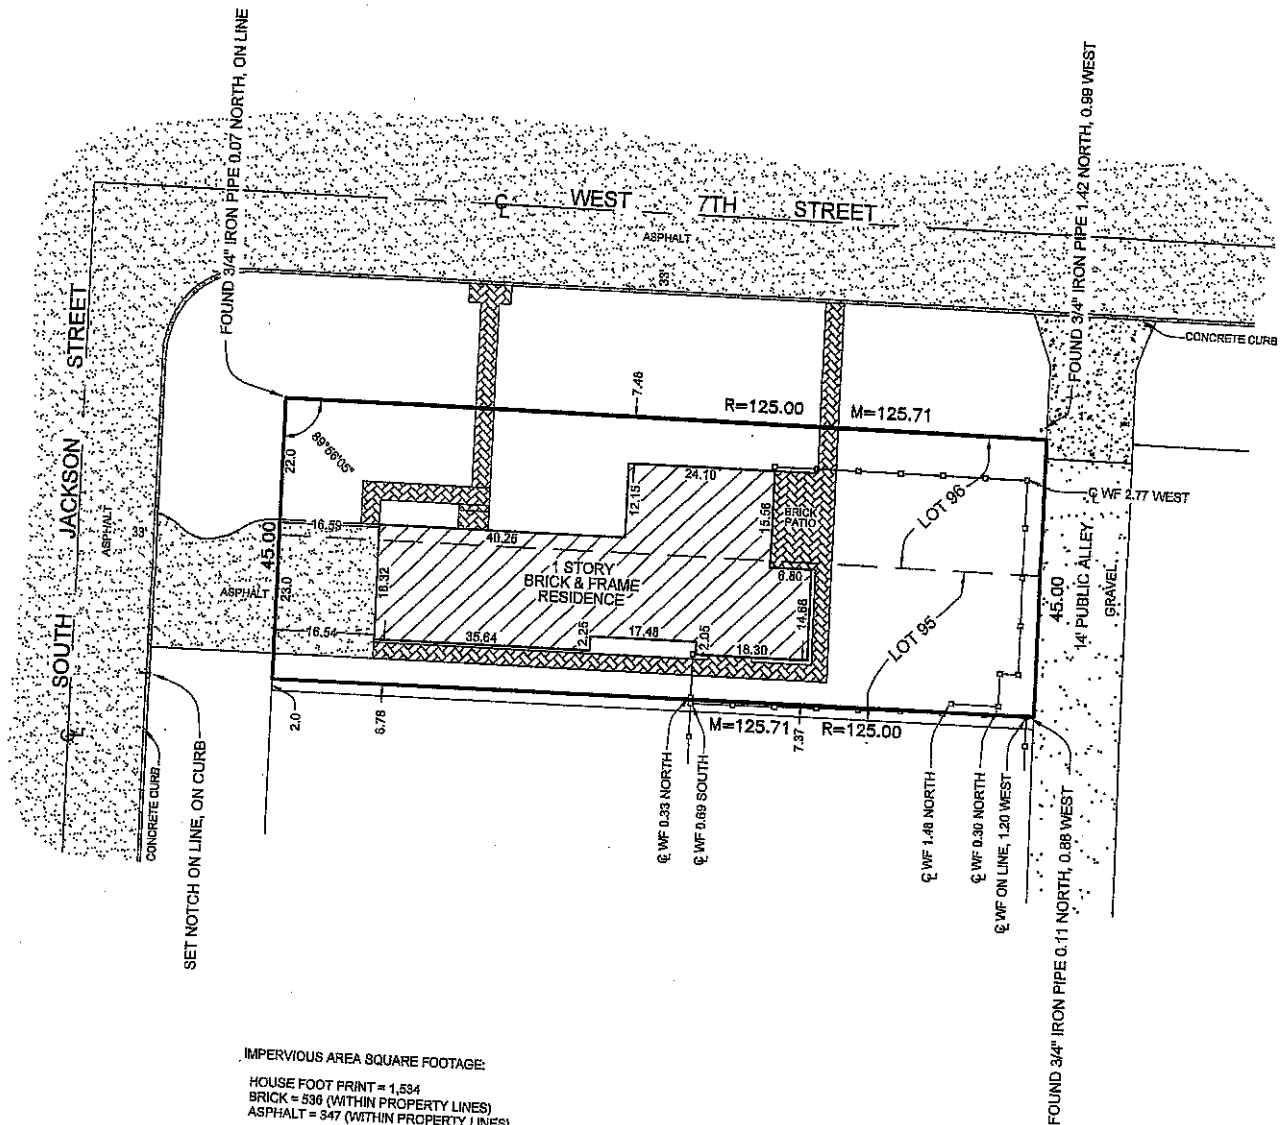 FOUND 3/4" IRON PIPE 0.07 NORTH, ON LINE
FOUND 3/4" IRON PIPE 1.42 NORTH, 0.99 WEST
℄ WEST 7TH STREET
ASPHALT
33'
CONCRETE CURB
SOUTH JACKSON STREET
℄
ASPHALT
33'
7.48
R=125.00 M=125.71
89°56'05"
22.0
45.00
23.0
16.59
ASPHALT
16.54
16.32
40.25
12.15
24.10
15.56
BRICK
PATIO
1 STORY
BRICK & FRAME
RESIDENCE
6.80
14.66
35.64
2.25
17.48
2.05
18.30
LOT 96
LOT 95
℄ WF 2.77 WEST
45.00
14' PUBLIC ALLEY
GRAVEL
2.0
6.78
M=125.71 R=125.00
7.37
CONCRETE CURB
SET NOTCH ON LINE, ON CURB
℄ WF 0.33 NORTH
℄ WF 0.69 SOUTH
℄ WF 1.48 NORTH
℄ WF 0.30 NORTH
℄ WF ON LINE, 1.20 WEST
FOUND 3/4" IRON PIPE 0.11 NORTH, 0.88 WEST
IMPERVIOUS AREA SQUARE FOOTAGE:
HOUSE FOOT PRINT = 1,534
BRICK = 536 (WITHIN PROPERTY LINES)
ASPHALT = 347 (WITHIN PROPERTY LINES)